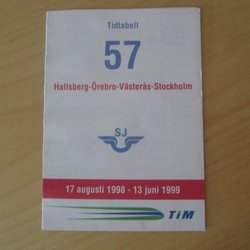 Tidtabell
57
Hallsberg-Örebro-Västerås-Stockholm
SJ
17 augusti 1998 - 13 juni 1999
TiM